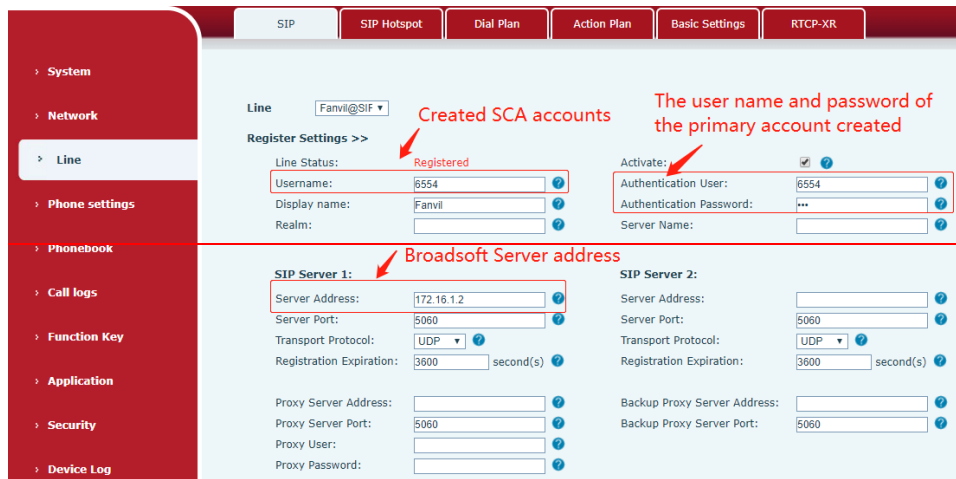 SIP
SIP Hotspot
Dial Plan
Action Plan
Basic Settings
RTCP-XR
› System
› Network
› Line
› Phone settings
› Phonebook
› Call logs
› Function Key
› Application
› Security
› Device Log
Line Fanvil@SIF
Created SCA accounts
The user name and password of
the primary account created
Register Settings >>
Line Status: Registered
Activate:
Username: 6554
Authentication User: 6554
Display name: Fanvil
Authentication Password: •••
Realm:
Server Name:
Broadsoft Server address
SIP Server 1:
SIP Server 2:
Server Address: 172.16.1.2
Server Address:
Server Port: 5060
Server Port: 5060
Transport Protocol: UDP
Transport Protocol: UDP
Registration Expiration: 3600 second(s)
Registration Expiration: 3600 second(s)
Proxy Server Address:
Backup Proxy Server Address:
Proxy Server Port: 5060
Backup Proxy Server Port: 5060
Proxy User:
Proxy Password: